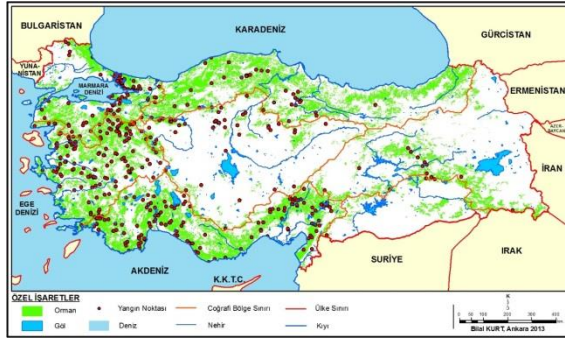 BULGARİSTAN
KARADENİZ
GÜRCİSTAN
YUNA-
NİSTAN
MARMARA
DENİZİ
ERMENİSTAN
AZER-
BAYCAN
İRAN
EGE
DENİZİ
AKDENİZ
K.K.T.C.
SURİYE
IRAK
ÖZEL İŞARETLER
Orman
Yangın Noktası
Coğrafi Bölge Sınırı
Ülke Sınırı
Göl
Deniz
Nehir
Kıyı
K
Bilal KURT, Ankara 2013